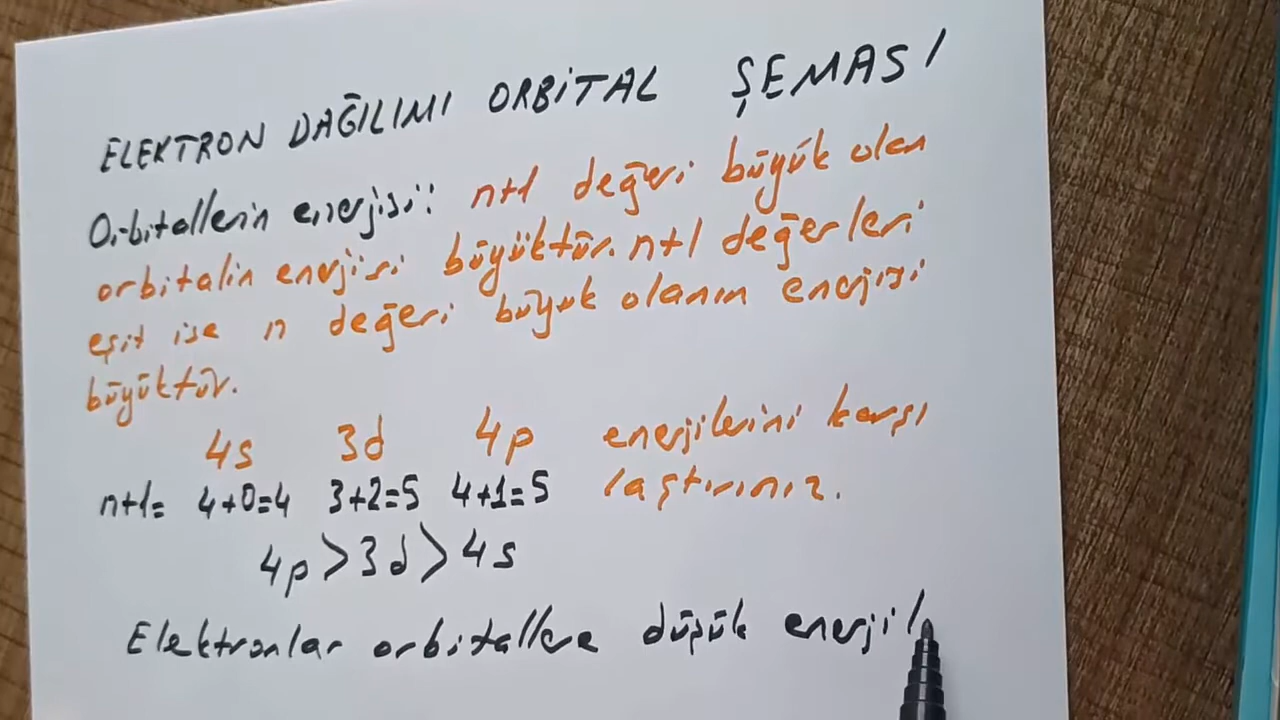 ELEKTRON DAĞILIMI ORBİTAL ŞEMASI
Orbitallerin enerjisi: n+l değeri büyük olan
orbitalin enerjisi büyüktür. n+l değerleri
eşit ise n değeri büyük olanın enerjisi
büyüktür.
4s 3d 4p enerjilerini karşı
n+l= 4+0=4 3+2=5 4+1=5 laştırınız.
4p>3d>4s
Elektronlar orbitallere düşük enerjil